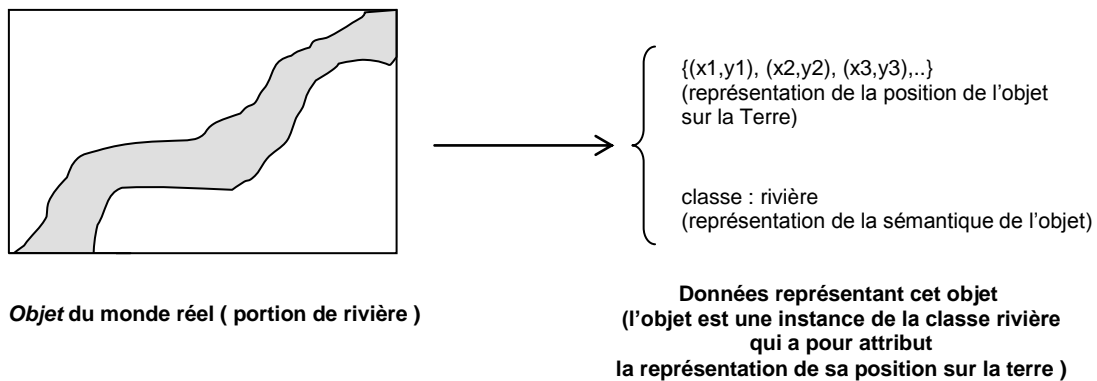 {(x1,y1), (x2,y2), (x3,y3),..}
(représentation de la position de l'objet
sur la Terre)
classe : rivière
(représentation de la sémantique de l'objet)
Objet du monde réel ( portion de rivière )
Données représentant cet objet
(l'objet est une instance de la classe rivière
qui a pour attribut
la représentation de sa position sur la terre )